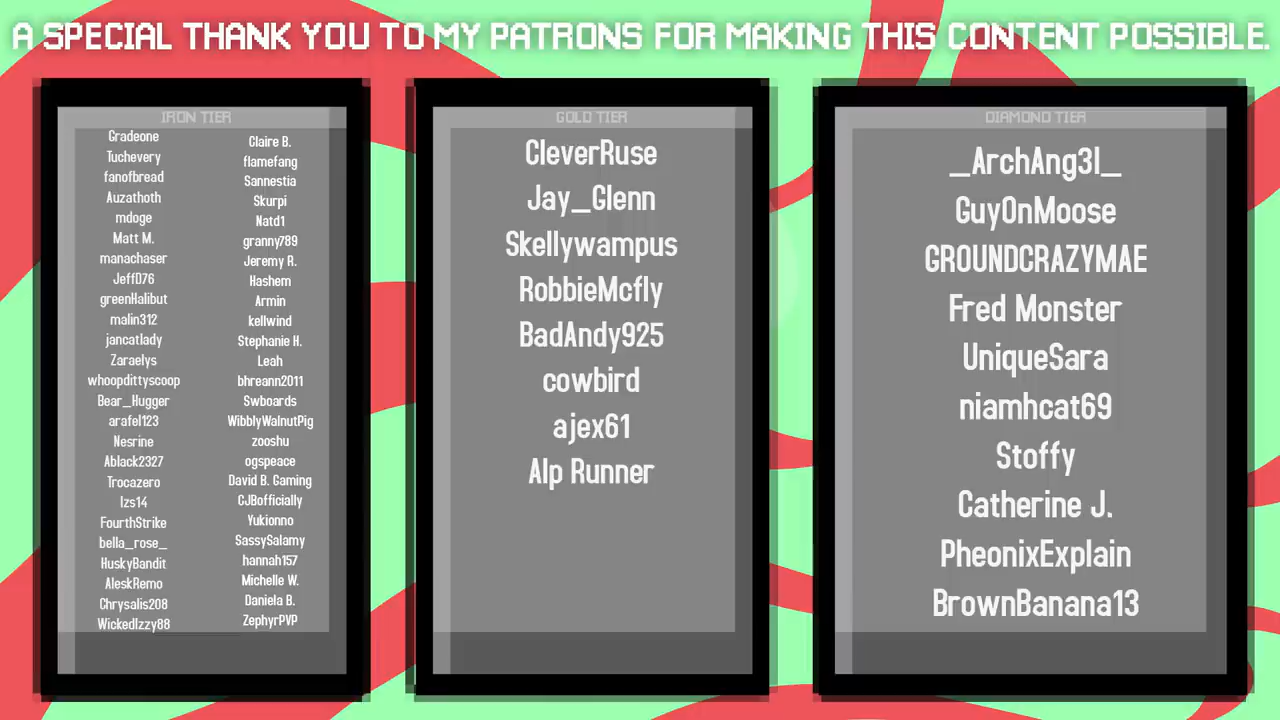 A SPECIAL THANK YOU TO MY PATRONS FOR MAKING THIS CONTENT POSSIBLE.
IRON TIER
Gradeone
Tuchevery
fanofbread
Auzathoth
mdoge
Matt M.
manachaser
JeffD76
greenHalibut
malin312
jancatlady
Zaraelys
whoopdittyscoop
Bear_Hugger
arafel123
Nesrine
Ablack2327
Trocazero
Izs14
FourthStrike
bella_rose_
HuskyBandit
AleskRemo
Chrysalis208
WickedIzzy88
Claire B.
flamefang
Sannestia
Skurpi
Natd1
granny789
Jeremy R.
Hashem
Armin
kellwind
Stephanie H.
Leah
bhreann2011
Swboards
WibblyWalnutPig
zooshu
ogspeace
David B. Gaming
CJBofficially
Yukionno
SassySalamy
hannah157
Michelle W.
Daniela B.
ZephyrPVP
GOLD TIER
CleverRuse
Jay_Glenn
Skellywampus
RobbieMcfly
BadAndy925
cowbird
ajex61
Alp Runner
DIAMOND TIER
_ArchAng3l_
GuyOnMoose
GROUNDCRAZYMAE
Fred Monster
UniqueSara
niamhcat69
Stoffy
Catherine J.
PheonixExplain
BrownBanana13